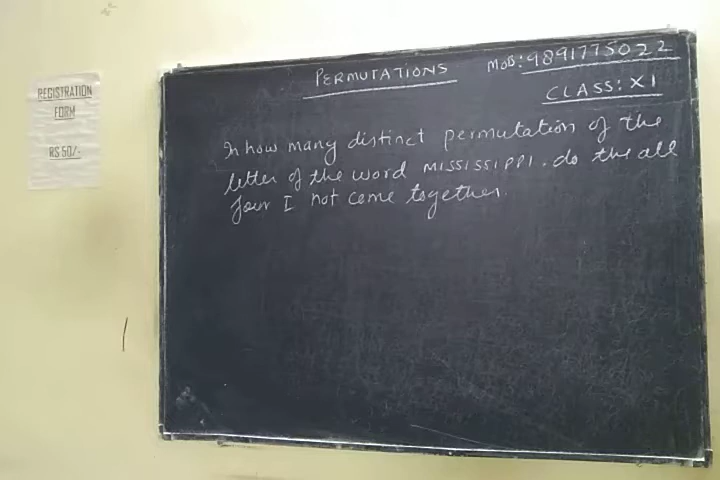 REGISTRATION
FORM
RS 50/-
PERMUTATIONS
MOB: 9891775022
CLASS: XI
In how many distinct permutation of the
letter of the word MISSISSIPPI. do the all
four I not come together.